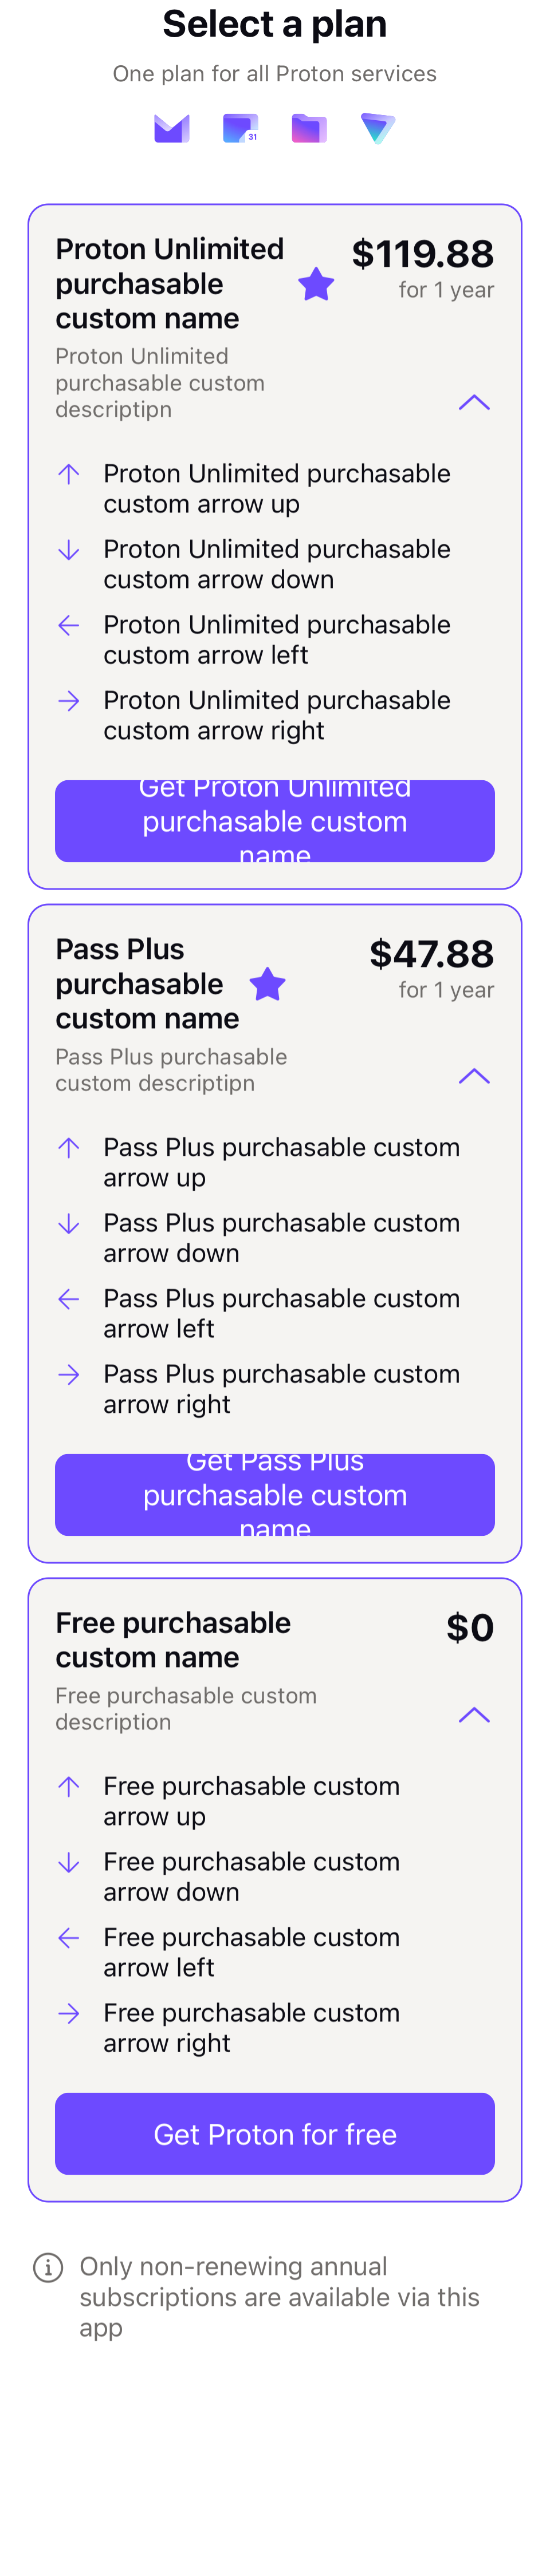 Select a plan
One plan for all Proton services
31
Proton Unlimited
purchasable
custom name
$119.88
for 1 year
Proton Unlimited
purchasable custom
descriptipn
Proton Unlimited purchasable
custom arrow up
Proton Unlimited purchasable
custom arrow down
Proton Unlimited purchasable
custom arrow left
Proton Unlimited purchasable
custom arrow right
Get Proton Unlimited
purchasable custom
name
Pass Plus
purchasable
custom name
$47.88
for 1 year
Pass Plus purchasable
custom descriptipn
Pass Plus purchasable custom
arrow up
Pass Plus purchasable custom
arrow down
Pass Plus purchasable custom
arrow left
Pass Plus purchasable custom
arrow right
Get Pass Plus
purchasable custom
name
Free purchasable
custom name
$0
Free purchasable custom
description
Free purchasable custom
arrow up
Free purchasable custom
arrow down
Free purchasable custom
arrow left
Free purchasable custom
arrow right
Get Proton for free
Only non-renewing annual
subscriptions are available via this
app